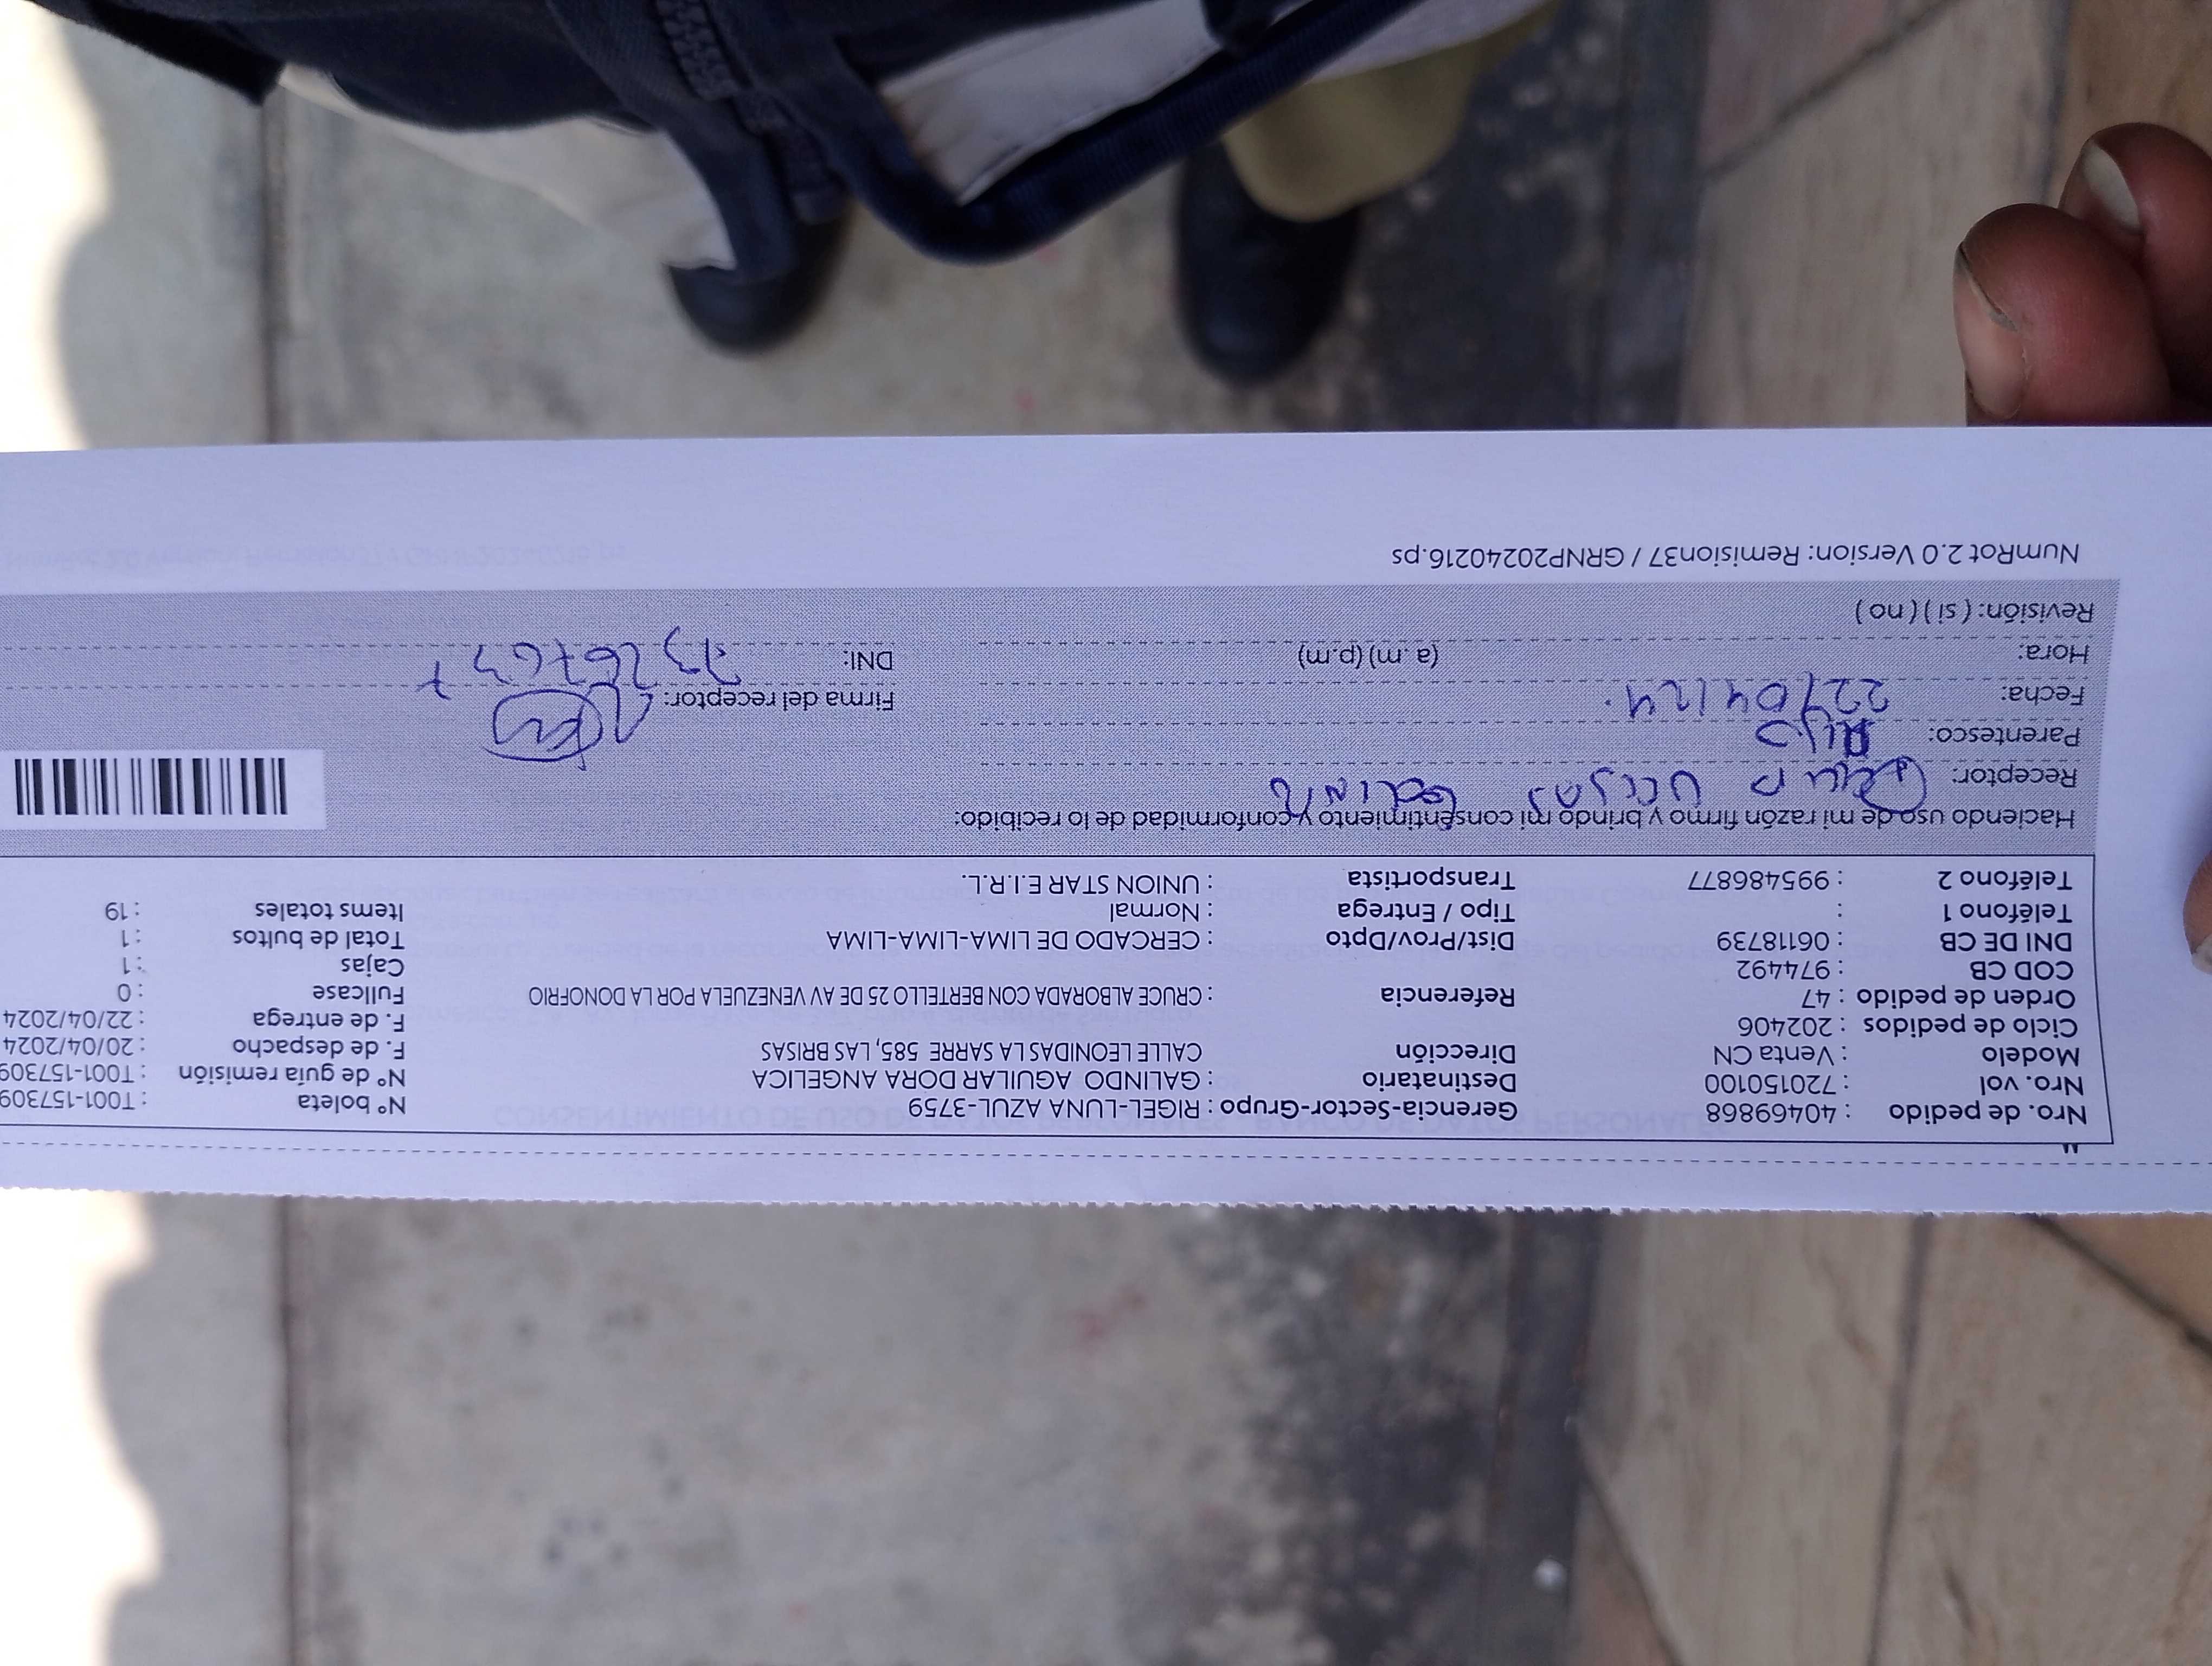 Nro. de pedido : 40469868 Gerencia-Sector-Grupo : RIGEL-LUNA AZUL-3759 Nº boleta : T001-157309
Nro. vol : 720150100 Destinatario : GALINDO AGUILAR DORA ANGELICA Nº de guía remisión : T001-157309
Modelo : Venta CN Dirección CALLE LEONIDAS LA SARRE 585, LAS BRISAS F. de despacho : 20/04/2024
Ciclo de pedidos : 202406 F. de entrega : 22/04/2024
Orden de pedido : 47 Referencia : CRUCE ALBORADA CON BERTELLO 25 DE AV VENEZUELA POR LA DONOFRIO Fullcase : 0
COD CB : 974492 Cajas : 1
DNI DE CB : 06118739 Dist/Prov/Dpto : CERCADO DE LIMA-LIMA-LIMA Total de bultos : 1
Teléfono 1 : Tipo / Entrega : Normal Items totales : 19
Teléfono 2 : 995486877 Transportista : UNION STAR E.I.R.L.
Haciendo uso de mi razón firmo y brindo mi consentimiento y conformidad de lo recibido:
Receptor:
Parentesco: HIJO
Fecha: 22/04/24. Firma del receptor:
Hora: (a.m) (p.m) DNI:
Revisión: ( si ) ( no )
NumRot 2.0 Version: Remision37 / GRNP20240216.ps